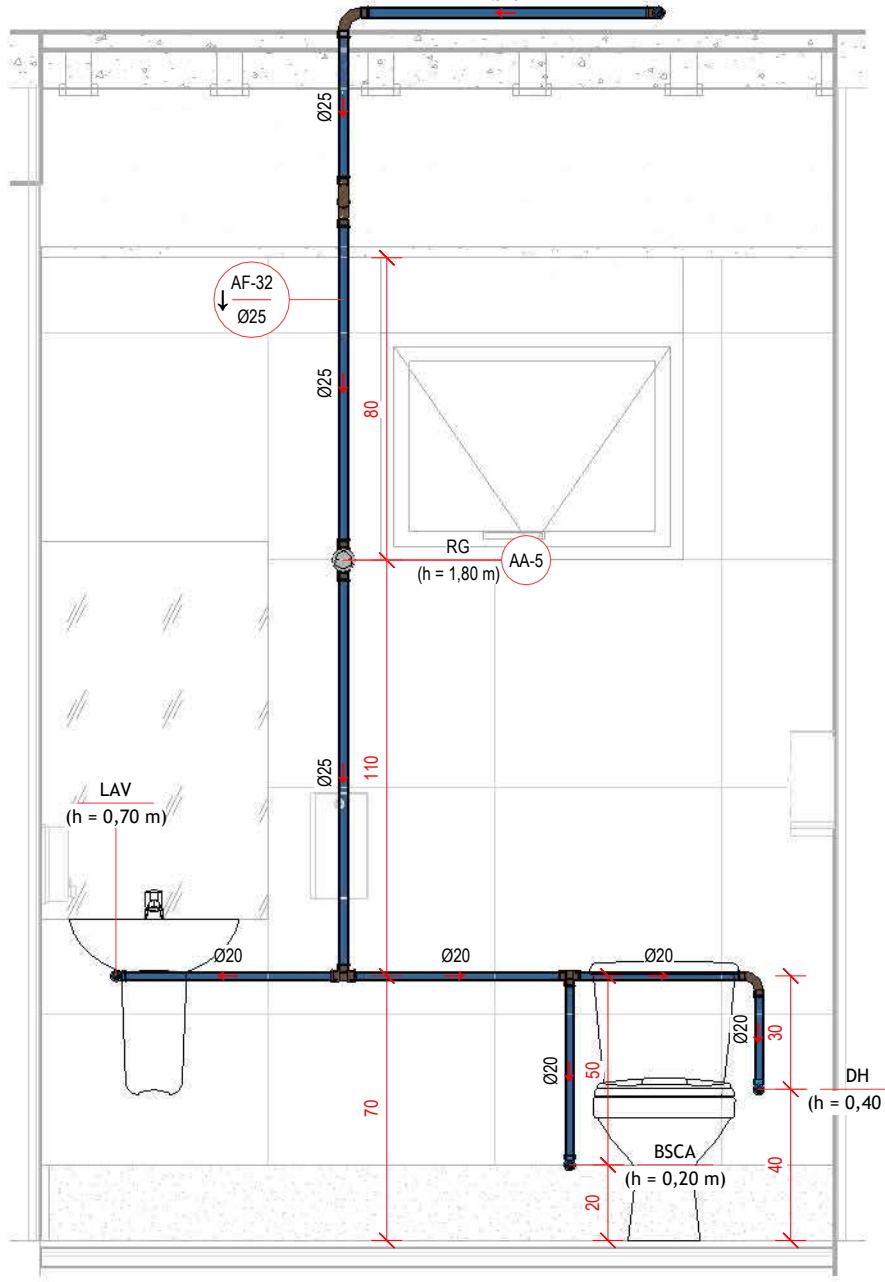 Ø25
AF-32
Ø25
Ø25
80
RG
(h = 1,80 m)
AA-5
Ø25
110
LAV
(h = 0,70 m)
Ø20
Ø20
Ø20
Ø20
30
Ø20
50
DH
(h = 0,40
70
BSCA
(h = 0,20 m)
40
20